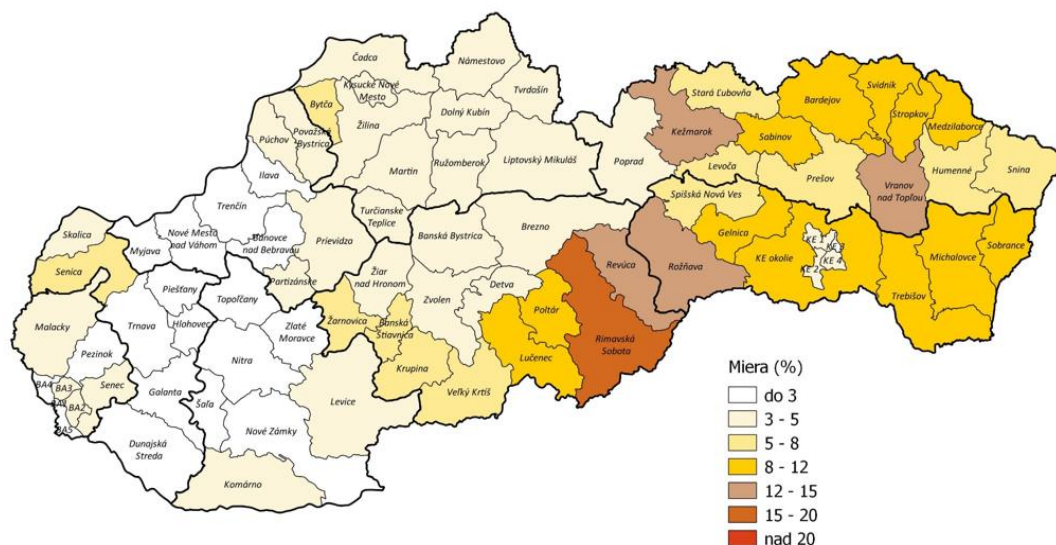 Čadca
Námestovo
Kysucké Nové
Mesto
Tvrdošín
Bytča
Dolný Kubín
Stará Ľubovňa
Bardejov
Svidník
Stropkov
Medzilaborce
Púchov
Považská
Bystrica
Žilina
Kežmarok
Sabinov
Ilava
Martin
Ružomberok
Liptovský Mikuláš
Poprad
Levoča
Prešov
Vranov
nad Topľou
Humenné
Snina
Trenčín
Turčianske
Teplice
Spišská Nová Ves
Skalica
Myjava
Nové Mesto
nad Váhom
Bánovce
nad Bebravou
Prievidza
Banská Bystrica
Brezno
Gelnica
KE 1
KE 3
KE 4
KE 2
KE okolie
Michalovce
Sobrance
Senica
Partizánske
Žiar
nad Hronom
Revúca
Rožňava
Piešťany
Topoľčany
Zvolen
Detva
Trebišov
Malacky
Trnava
Hlohovec
Zlaté
Moravce
Žarnovica
Banská
Štiavnica
Poltár
Rimavská
Sobota
Pezinok
Nitra
Krupina
Lučenec
BA4
BA3
Senec
Galanta
Šaľa
Levice
Veľký Krtíš
BA2
BA5
Nové Zámky
Dunajská
Streda
Komárno
Miera (%)
do 3
3 - 5
5 - 8
8 - 12
12 - 15
15 - 20
nad 20